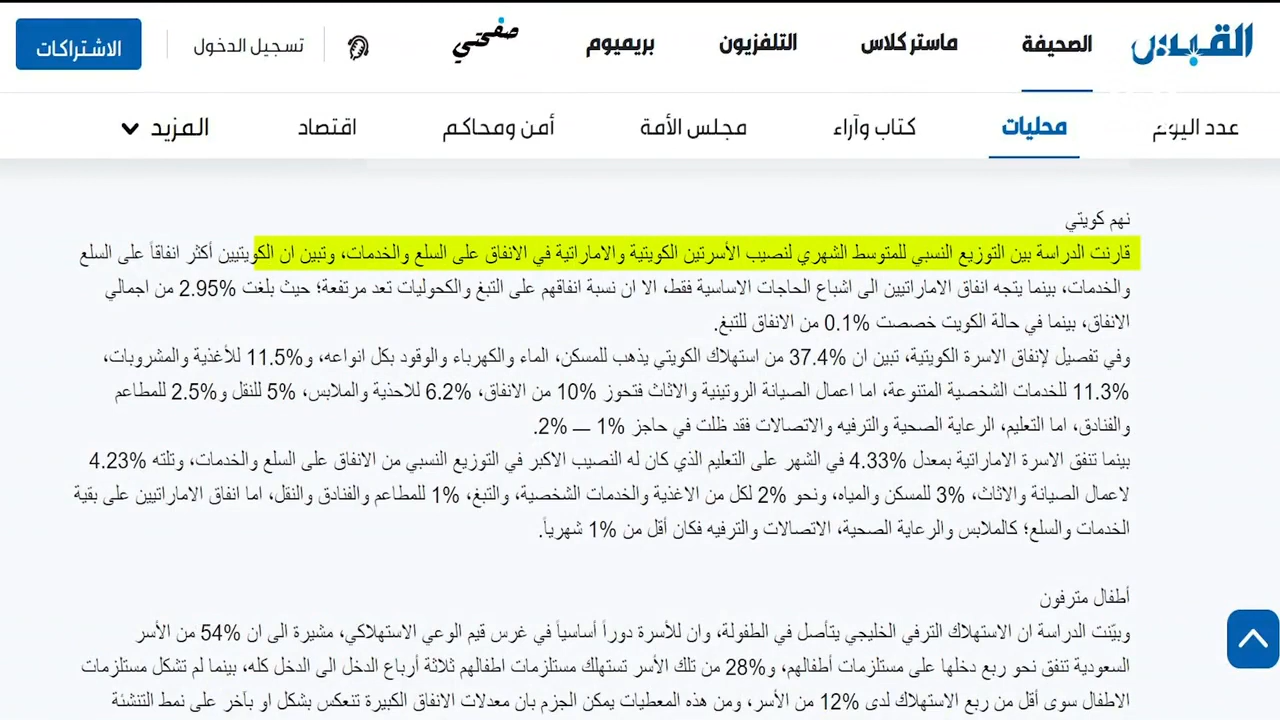 القبس
الصحيفة
ماستر كلاس
التلفزيون
بريميوم
صفحتي
تسجيل الدخول
الاشتراكات
عدد اليوم
محليات
كتاب وآراء
مجلس الأمة
أمن ومحاكم
اقتصاد
المزيد
نهم كويتي
قارنت الدراسة بين التوزيع النسبي للمتوسط الشهري لنصيب الأسرتين الكويتية والاماراتية في الانفاق على السلع والخدمات، وتبين ان الكويتيين أكثر انفاقاً على السلع
والخدمات، بينما يتجه انفاق الاماراتيين الى اشباع الحاجات الاساسية فقط، الا ان نسبة انفاقهم على التبغ والكحوليات تعد مرتفعة؛ حيث بلغت 2.95% من اجمالي
الانفاق، بينما في حالة الكويت خصصت 0.1% من الانفاق للتبغ.
وفي تفصيل لإنفاق الاسرة الكويتية، تبين ان 37.4% من استهلاك الكويتي يذهب للمسكن، الماء والكهرباء والوقود بكل انواعه، و11.5% للأغذية والمشروبات،
11.3% للخدمات الشخصية المتنوعة، اما اعمال الصيانة الروتينية والاثاث فتحوز 10% من الانفاق، 6.2% للاحذية والملابس، 5% للنقل و2.5% للمطاعم
والفنادق، اما التعليم، الرعاية الصحية والترفيه والاتصالات فقد ظلت في حاجز 1% — 2%.
بينما تنفق الاسرة الاماراتية بمعدل 4.33% في الشهر على التعليم الذي كان له النصيب الاكبر في التوزيع النسبي من الانفاق على السلع والخدمات، وتلته 4.23%
لاعمال الصيانة والاثاث، 3% للمسكن والمياه، ونحو 2% لكل من الاغذية والخدمات الشخصية، والتبغ، 1% للمطاعم والفنادق والنقل، اما انفاق الاماراتيين على بقية
الخدمات والسلع؛ كالملابس والرعاية الصحية، الاتصالات والترفيه فكان أقل من 1% شهرياً.
أطفال مترفون
وبيّنت الدراسة ان الاستهلاك الترفي الخليجي يتأصل في الطفولة، وان للأسرة دوراً أساسياً في غرس قيم الوعي الاستهلاكي، مشيرة الى ان 54% من الأسر
السعودية تنفق نحو ربع دخلها على مستلزمات أطفالهم، و28% من تلك الأسر تستهلك مستلزمات اطفالهم ثلاثة أرباع الدخل الى الدخل كله، بينما لم تشكل مستلزمات
الاطفال سوى أقل من ربع الاستهلاك لدى 12% من الأسر، ومن هذه المعطيات يمكن الجزم بان معدلات الانفاق الكبيرة تنعكس بشكل او بآخر على نمط التنشئة